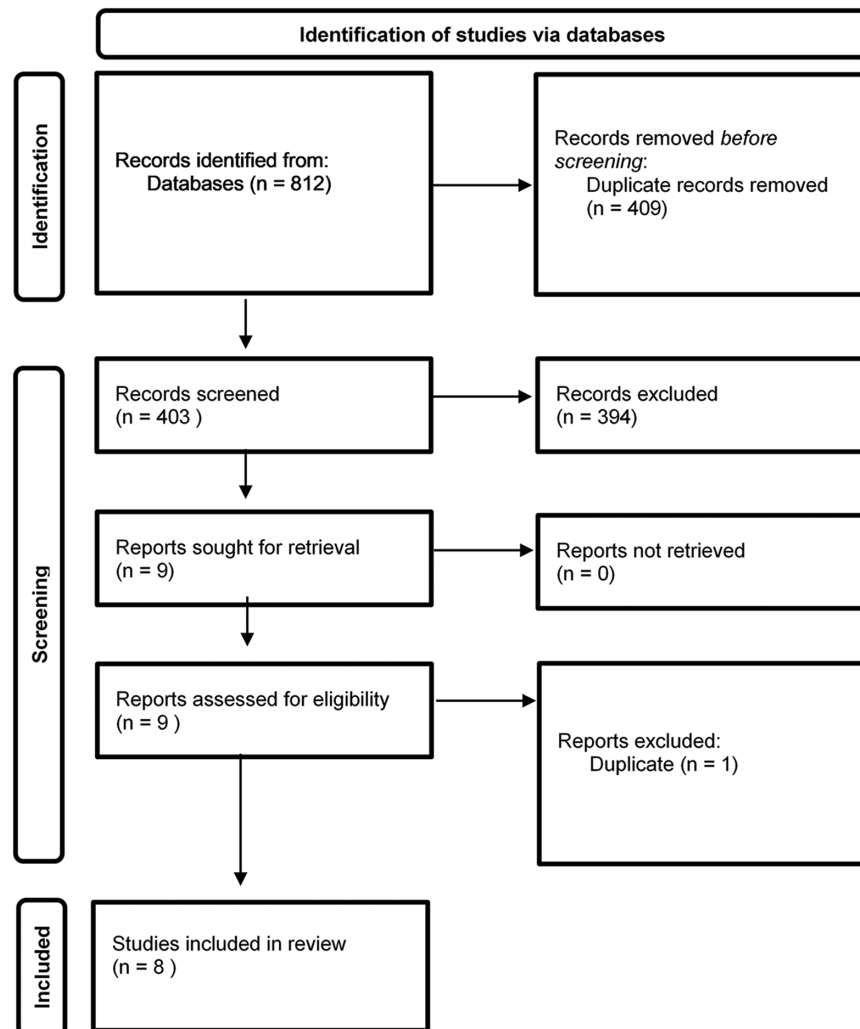 Identification of studies via databases
Identification
Records identified from:
Databases (n = 812)
Records removed before
screening:
Duplicate records removed
(n = 409)
Screening
Records screened
(n = 403 )
Records excluded
(n = 394)
Reports sought for retrieval
(n = 9)
Reports not retrieved
(n = 0)
Reports assessed for eligibility
(n = 9 )
Reports excluded:
Duplicate (n = 1)
Included
Studies included in review
(n = 8 )